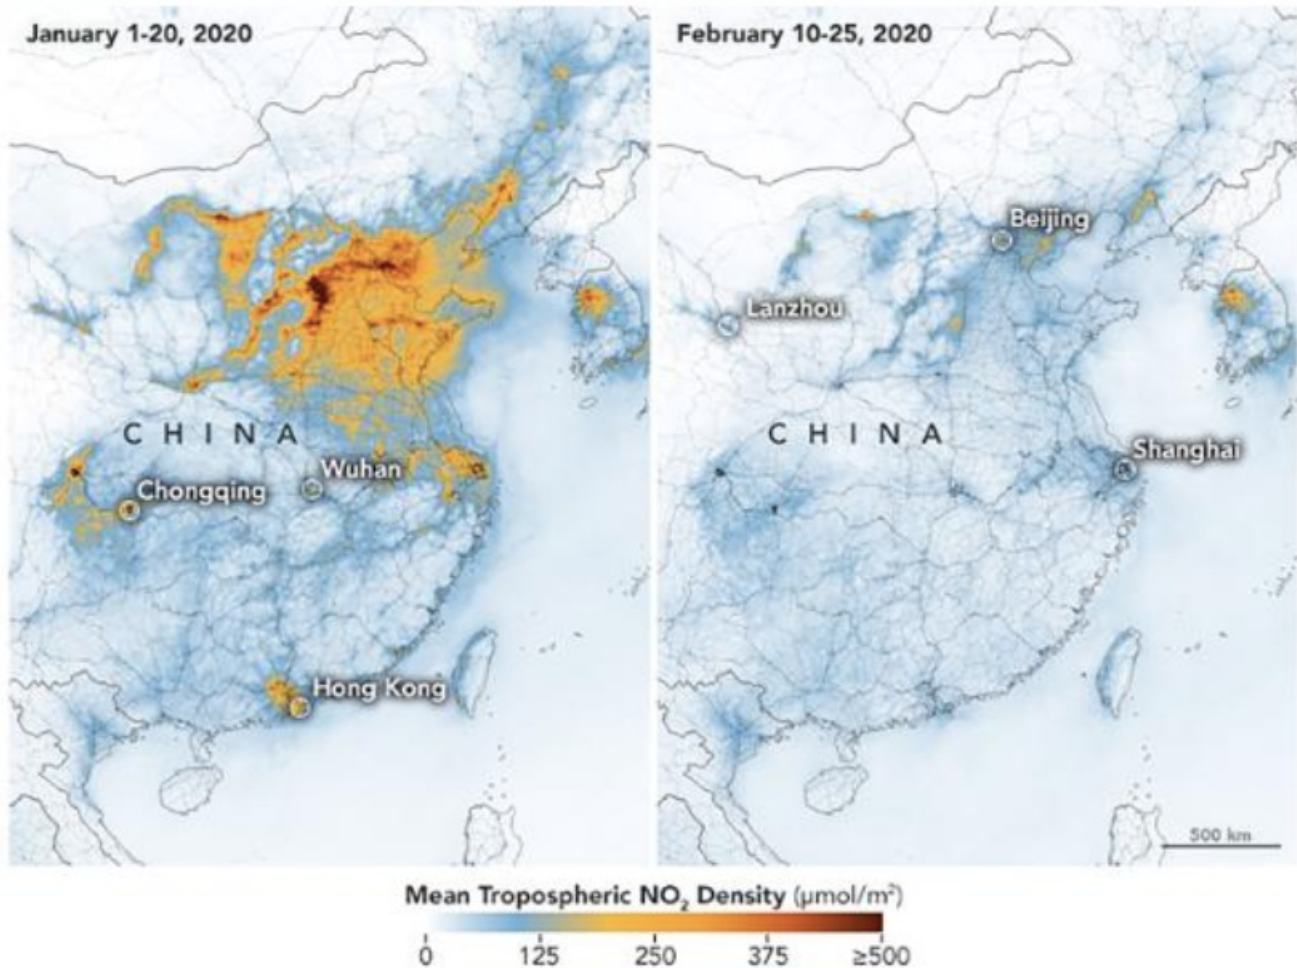 January 1-20, 2020
February 10-25, 2020
Beijing
Lanzhou
CHINA
CHINA
Shanghai
Wuhan
Chongqing
Hong Kong
500 km
Mean Tropospheric NO₂ Density (µmol/m²)
0 125 250 375 ≥500